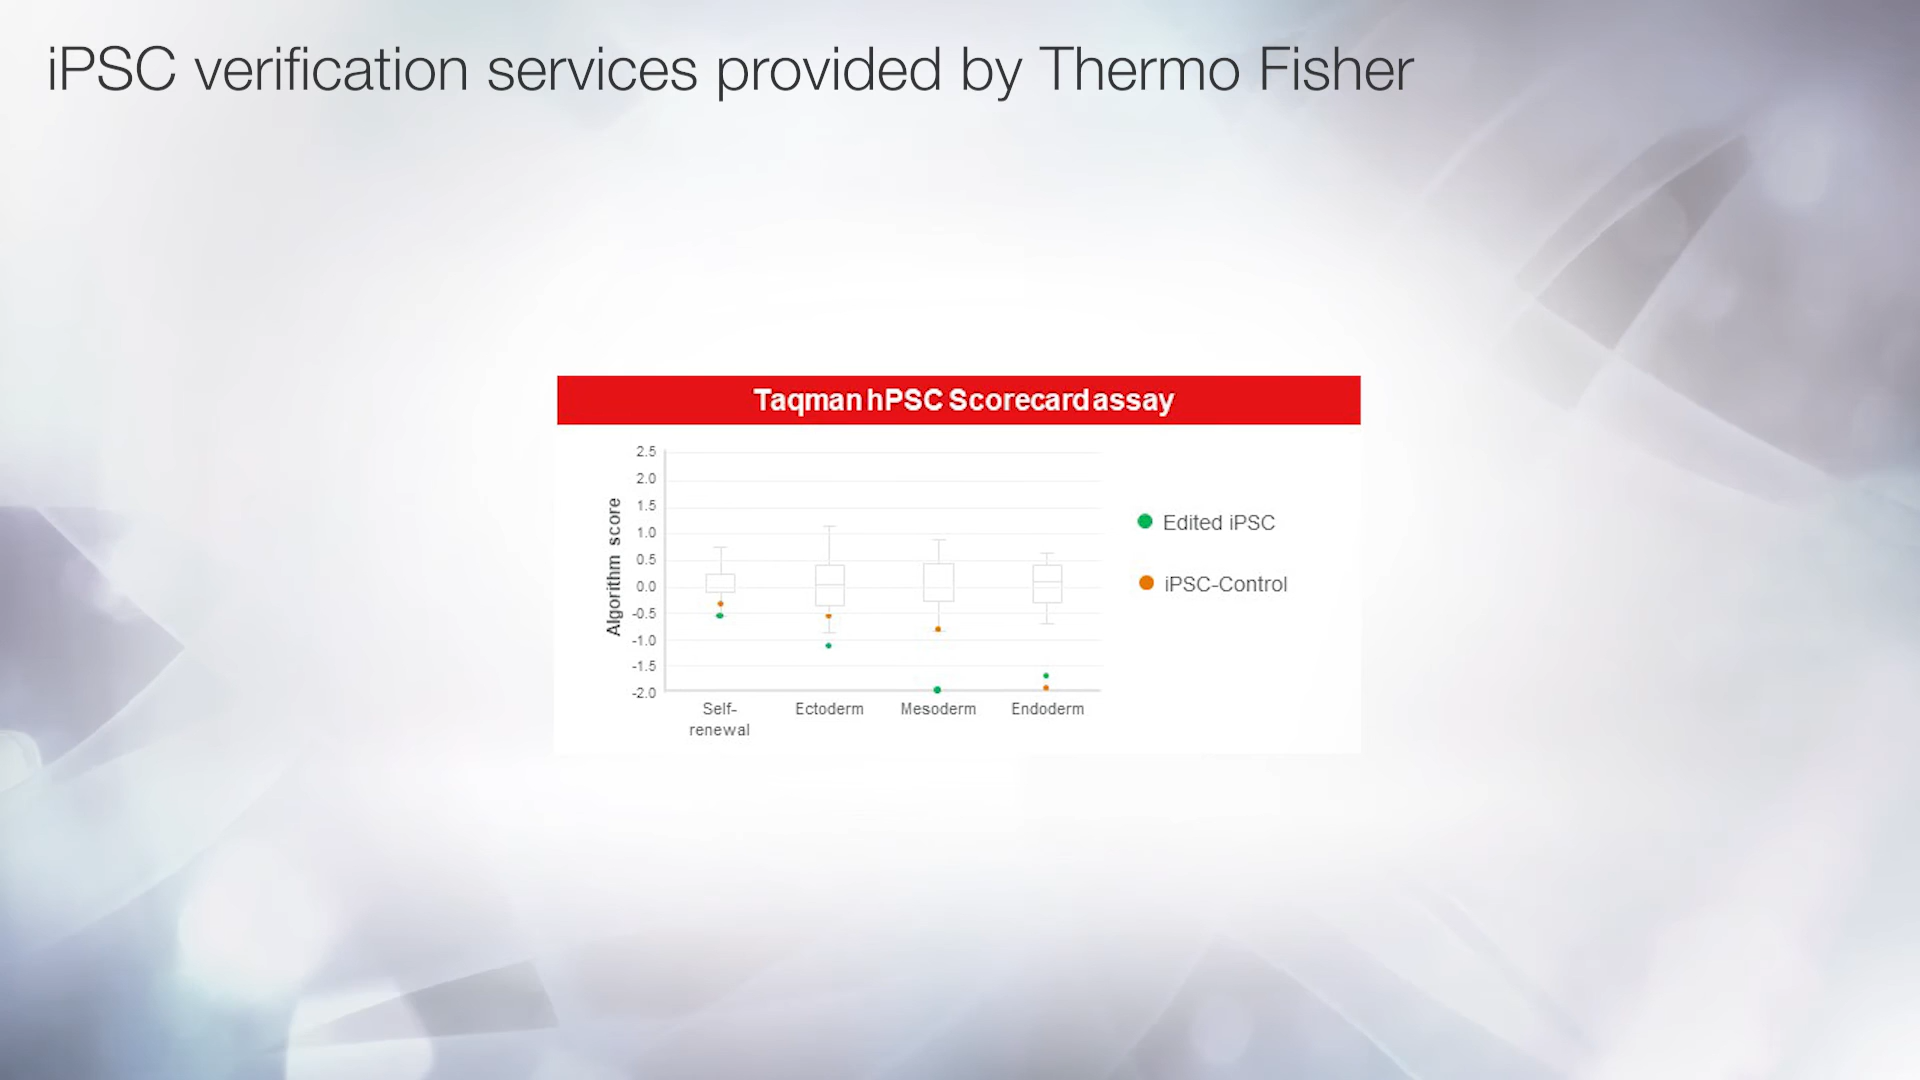 iPSC verification services provided by Thermo Fisher
Taqman hPSC Scorecard assay
Algorithm score
2.5
2.0
1.5
1.0
0.5
0.0
-0.5
-1.0
-1.5
-2.0
Self-
renewal
Ectoderm
Mesoderm
Endoderm
Edited iPSC
iPSC-Control